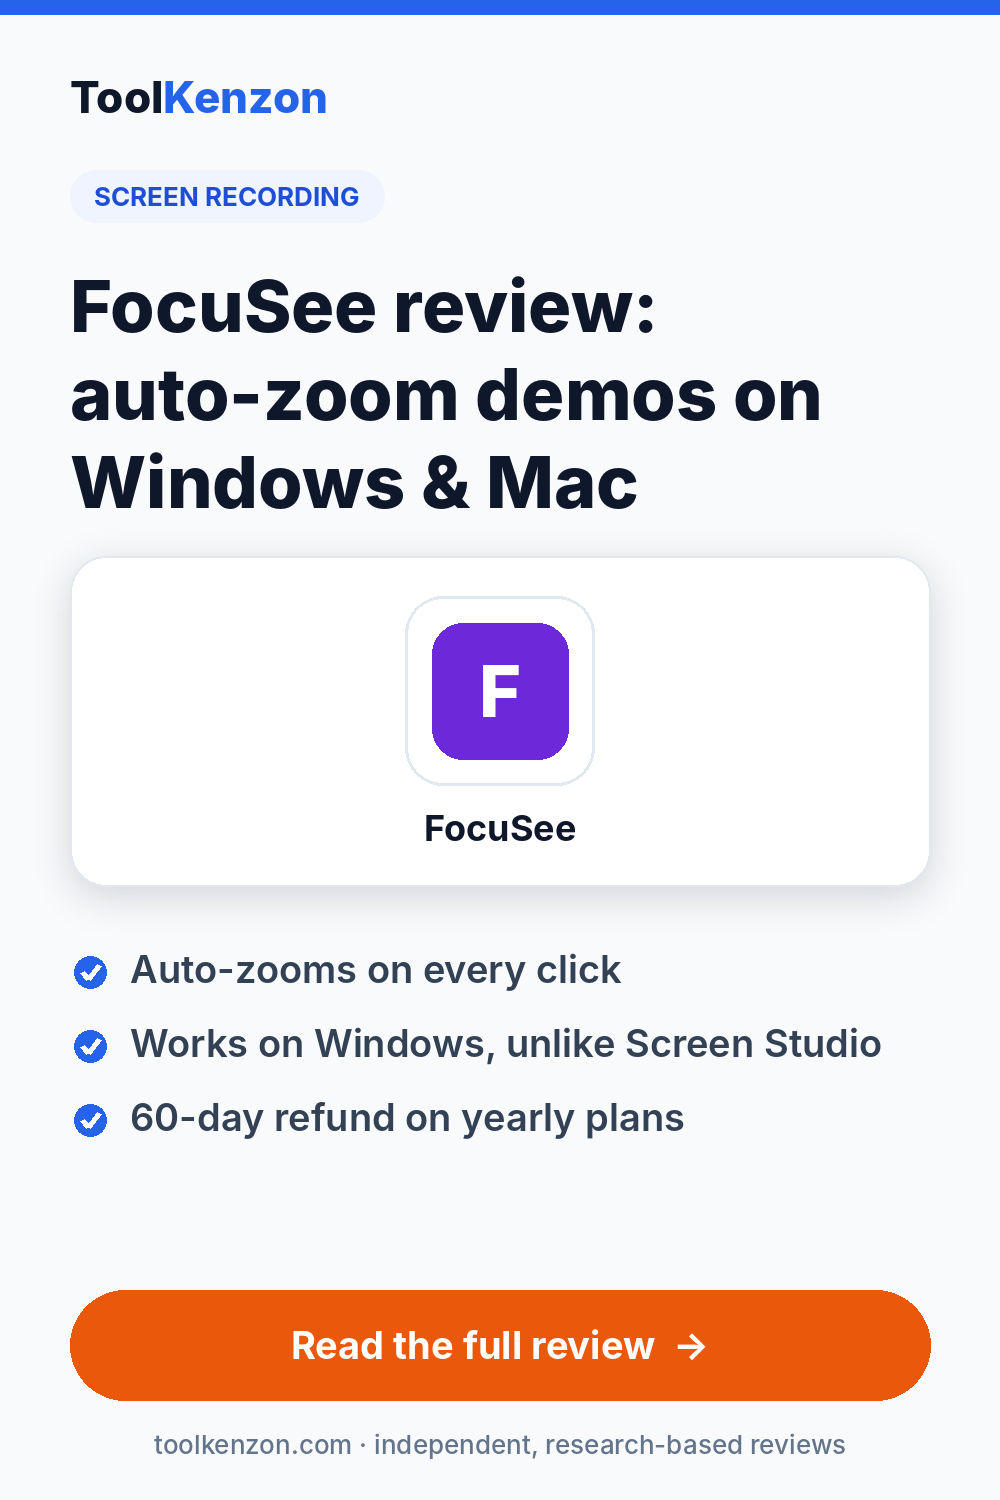 ToolKenzon
SCREEN RECORDING
FocuSee review:
auto-zoom demos on
Windows & Mac
F
FocuSee
Auto-zooms on every click
Works on Windows, unlike Screen Studio
60-day refund on yearly plans
Read the full review →
toolkenzon.com · independent, research-based reviews